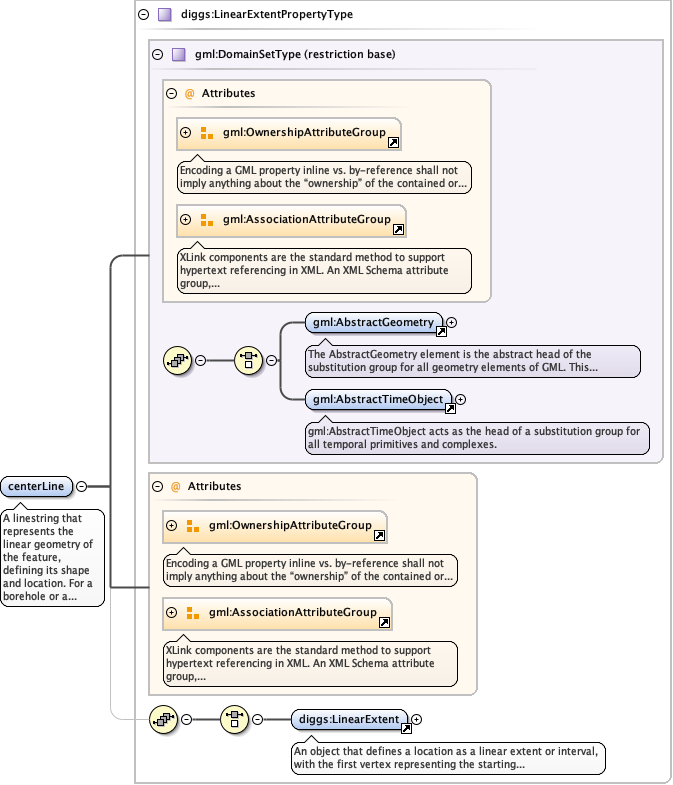 diggs:LinearExtentPropertyType
gml:DomainSetType (restriction base)
@ Attributes
gml:OwnershipAttributeGroup
Encoding a GML property inline vs. by-reference shall not
imply anything about the “ownership” of the contained or...
gml:AssociationAttributeGroup
XLink components are the standard method to support
hypertext referencing in XML. An XML Schema attribute
group,...
gml:AbstractGeometry
The AbstractGeometry element is the abstract head of the
substitution group for all geometry elements of GML. This...
gml:AbstractTimeObject
gml:AbstractTimeObject acts as the head of a substitution group for
all temporal primitives and complexes.
centerLine
A linestring that
represents the
linear geometry of
the feature,
defining its shape
and location. For a
borehole or a...
@ Attributes
gml:OwnershipAttributeGroup
Encoding a GML property inline vs. by-reference shall not
imply anything about the “ownership” of the contained or...
gml:AssociationAttributeGroup
XLink components are the standard method to support
hypertext referencing in XML. An XML Schema attribute
group,...
diggs:LinearExtent
An object that defines a location as a linear extent or interval,
with the first vertex representing the starting...